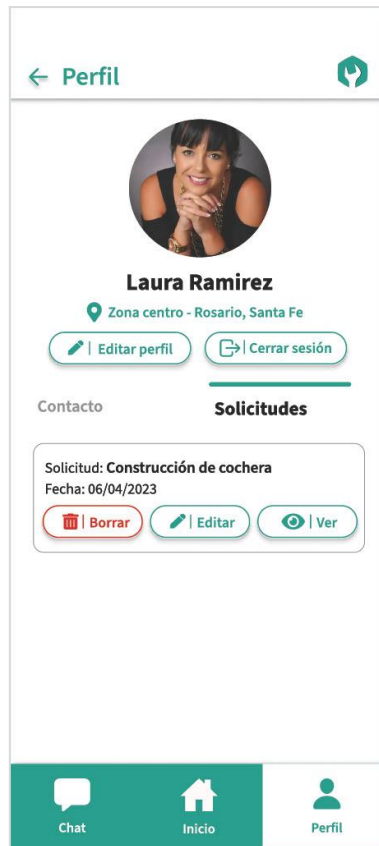 Perfil
Laura Ramirez
Zona centro - Rosario, Santa Fe
Editar perfil
Cerrar sesión
Contacto
Solicitudes
Solicitud: Construcción de cochera
Fecha: 06/04/2023
Borrar
Editar
Ver
Chat
Inicio
Perfil